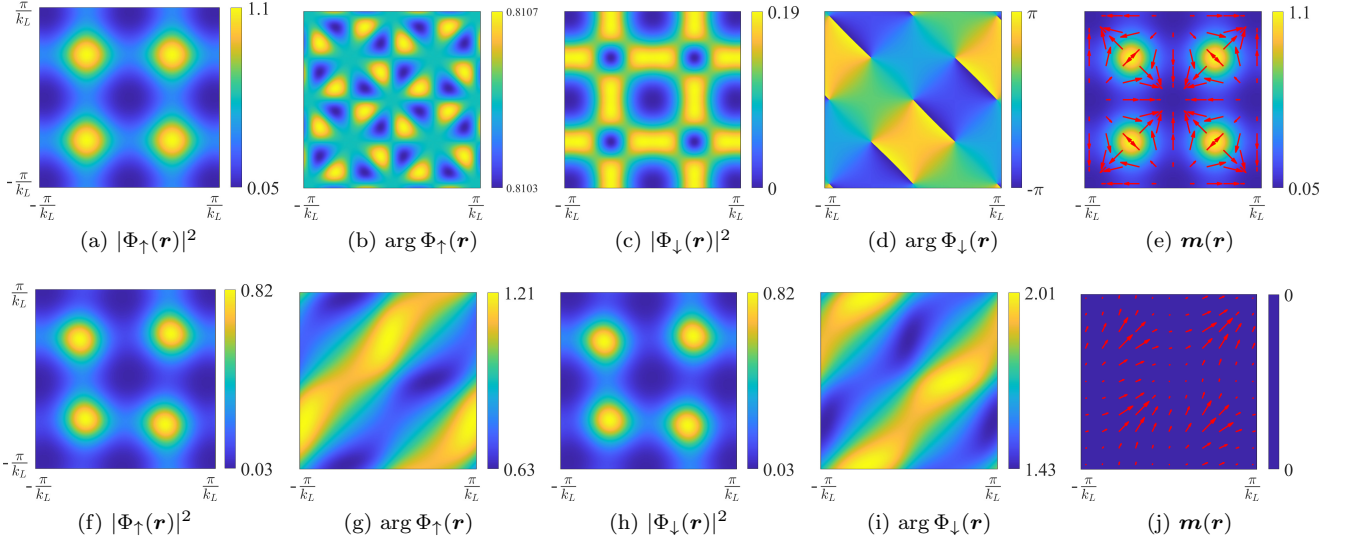 π/k_L 1.1 0.8107 0.19 π 1.1
-π/k_L 0.05 0.8103 0 -π 0.05
-π/k_L π/k_L -π/k_L π/k_L -π/k_L π/k_L -π/k_L π/k_L -π/k_L π/k_L
(a) |Φ↑(r)|² (b) arg Φ↑(r) (c) |Φ↓(r)|² (d) arg Φ↓(r) (e) m(r)
π/k_L 0.82 1.21 0.82 2.01 0
-π/k_L 0.03 0.63 0.03 1.43 0
-π/k_L π/k_L -π/k_L π/k_L -π/k_L π/k_L -π/k_L π/k_L -π/k_L π/k_L
(f) |Φ↑(r)|² (g) arg Φ↑(r) (h) |Φ↓(r)|² (i) arg Φ↓(r) (j) m(r)